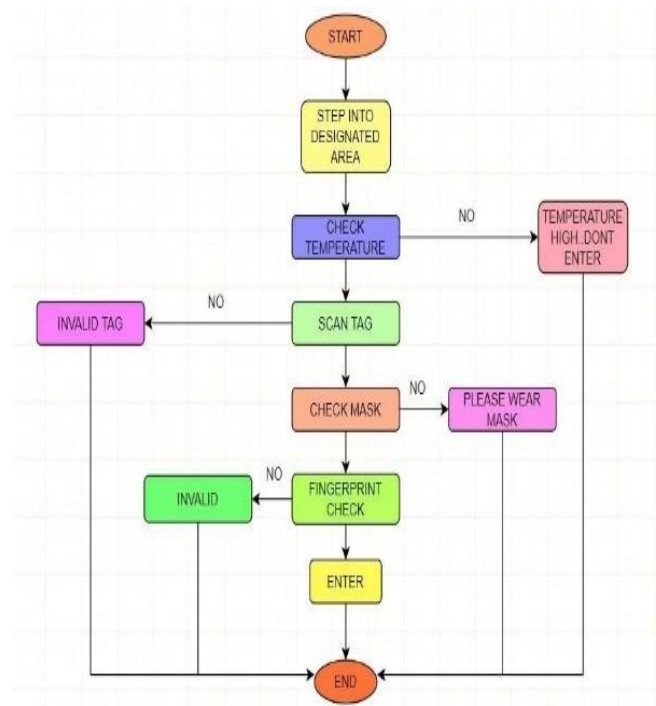 START
STEP INTO
DESIGNATED
AREA
CHECK
TEMPERATURE
NO
TEMPERATURE
HIGH..DONT
ENTER
NO
INVALID TAG
SCAN TAG
CHECK MASK
NO
PLEASE WEAR
MASK
FINGERPRINT
CHECK
NO
INVALID
ENTER
END